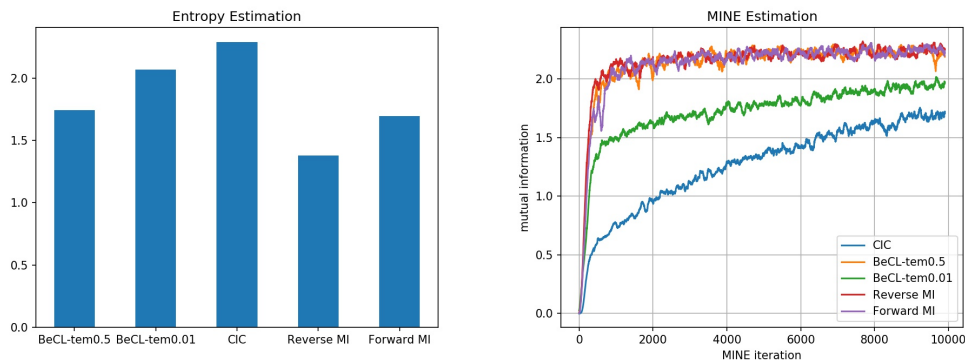 Entropy Estimation
2.0
1.5
1.0
0.5
0.0
BeCL-tem0.5 BeCL-tem0.01 CIC Reverse MI Forward MI
MINE Estimation
mutual information
2.0
1.5
1.0
0.5
0.0
CIC
BeCL-tem0.5
BeCL-tem0.01
Reverse MI
Forward MI
0 2000 4000 6000 8000 10000
MINE iteration